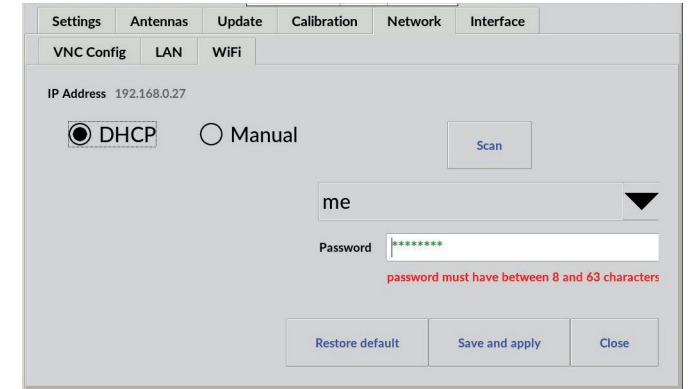 Settings Antennas Update Calibration Network Interface
VNC Config LAN WiFi
IP Address 192.168.0.27
DHCP Manual
Scan
me
Password ********
password must have between 8 and 63 characters
Restore default Save and apply Close